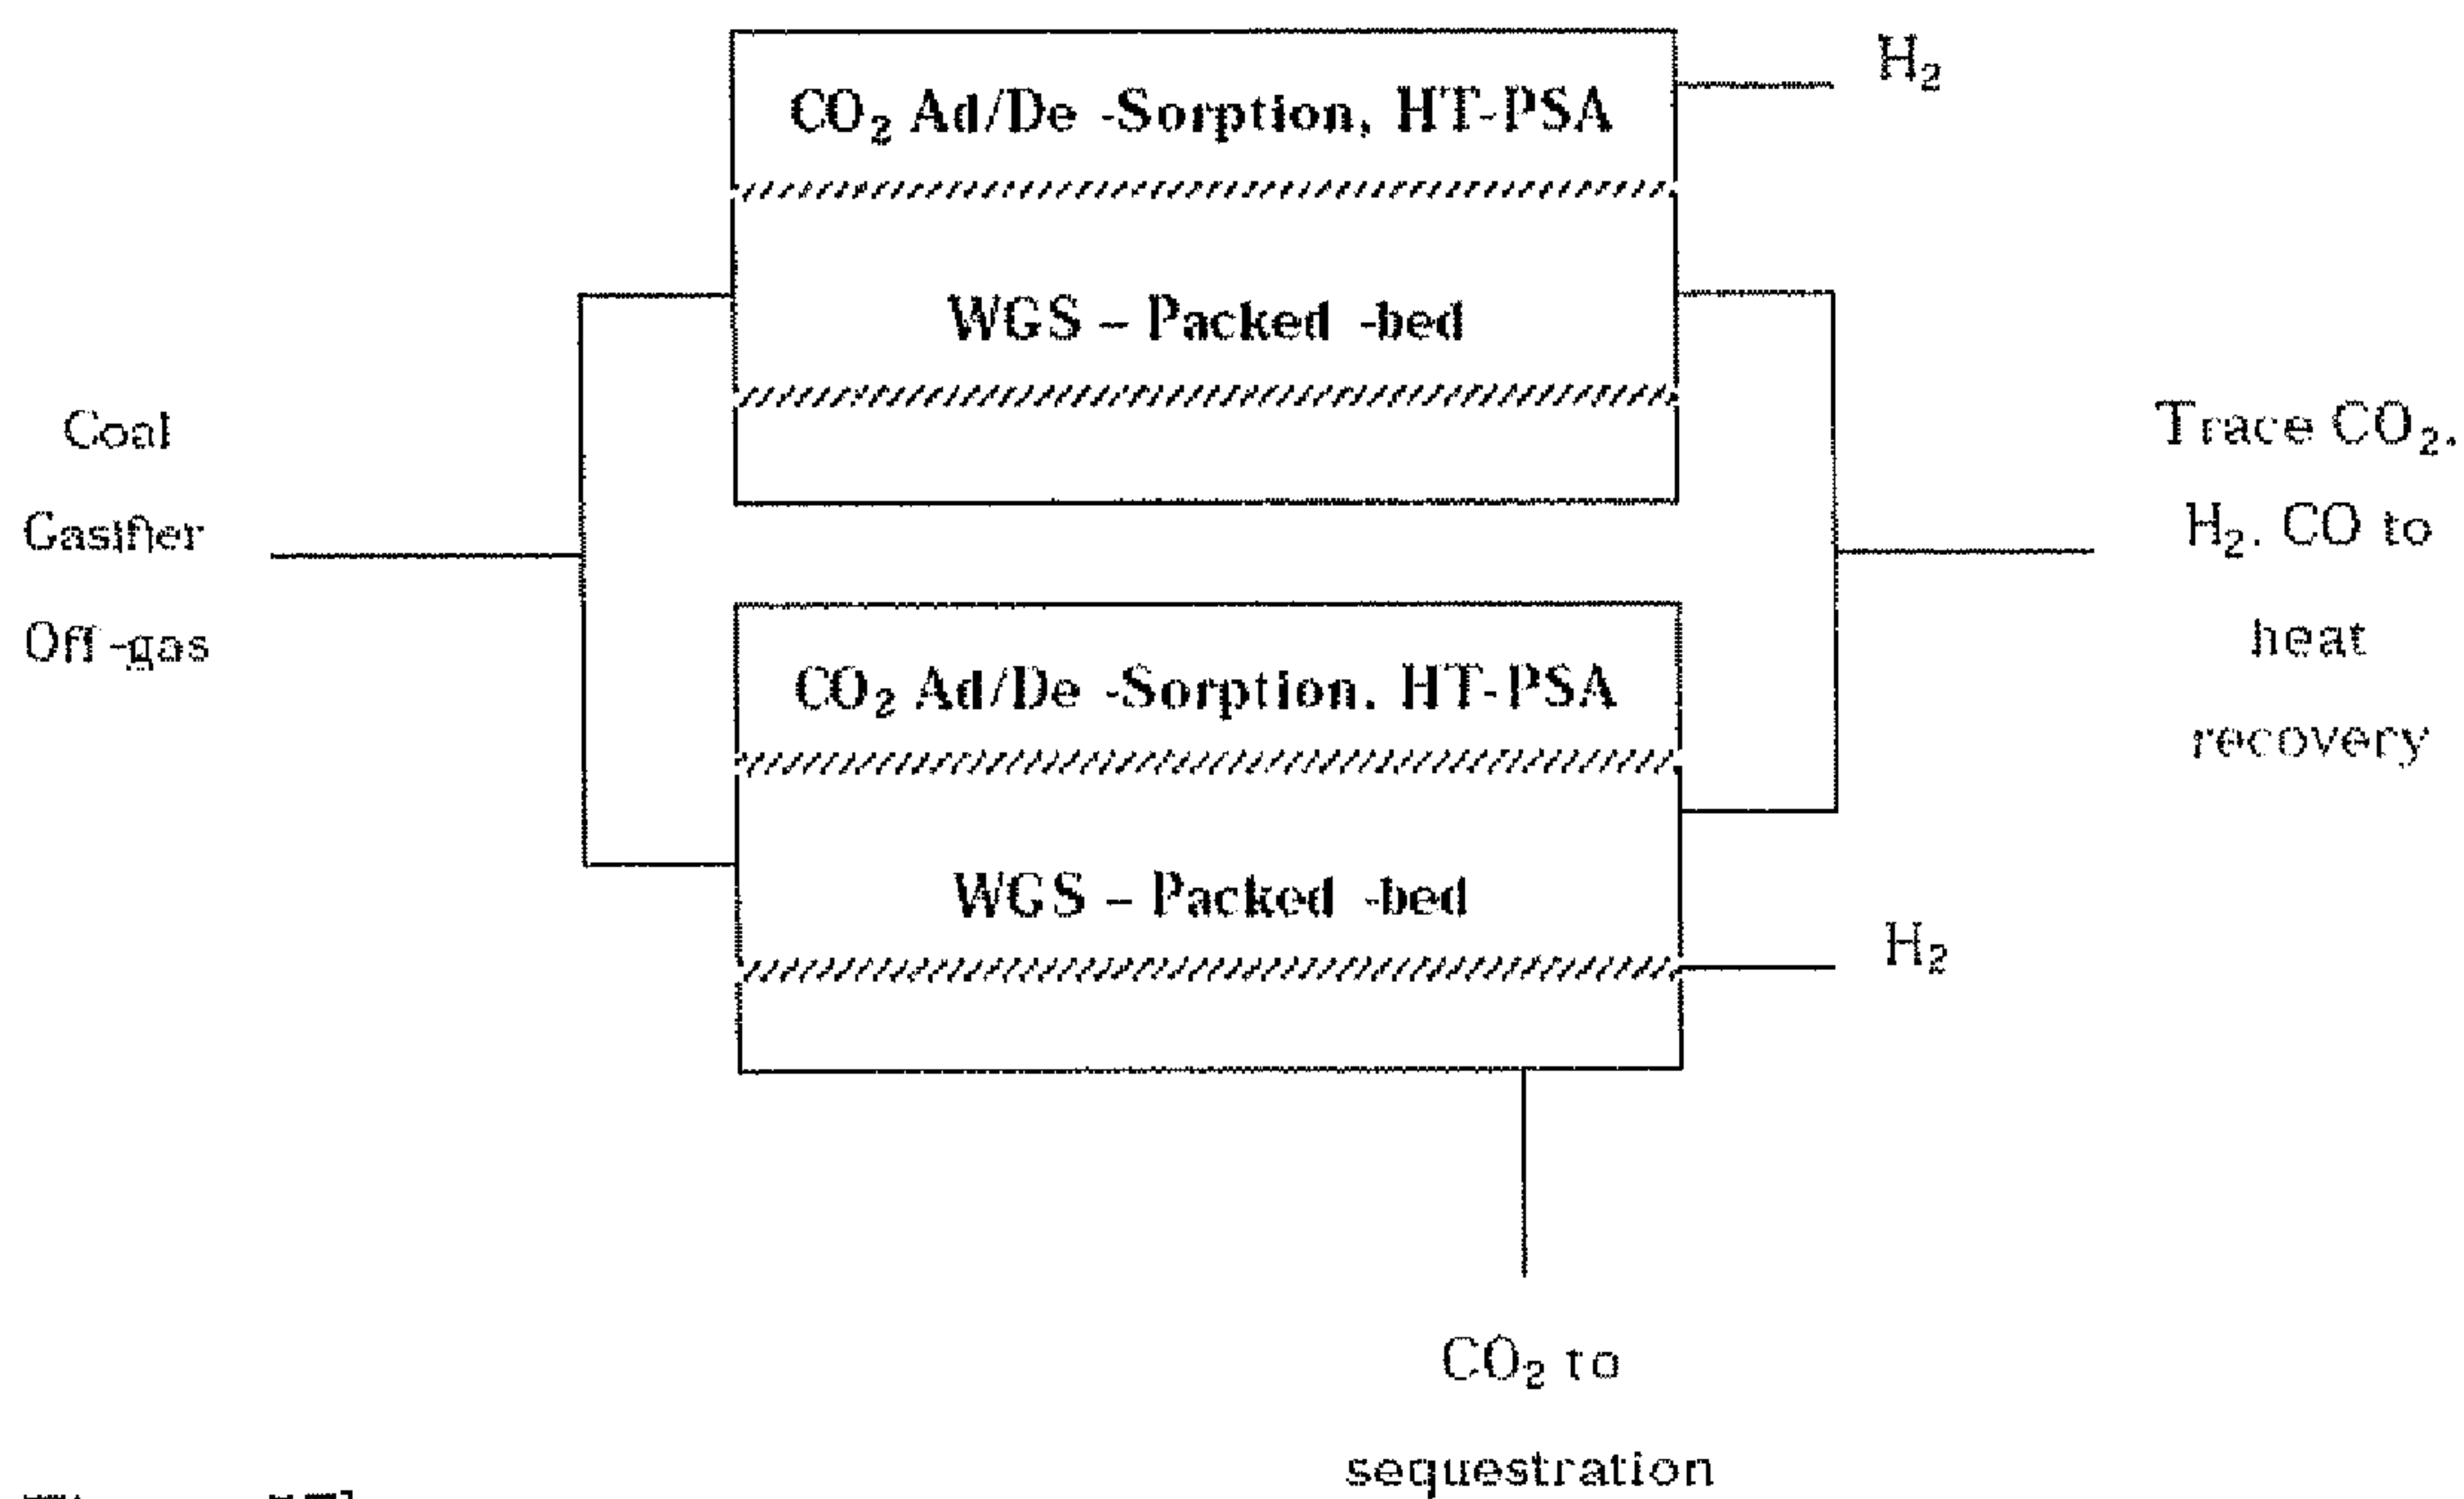 H₂
CO₂ Ad/De -Sorption, HT-PSA
WGS – Packed -bed
Coal
Gasifier
Off-gas
Trace CO₂,
H₂. CO to
heat
recovery
CO₂ Ad/De -Sorption. HT-PSA
WGS – Packed -bed
H₂
CO₂ to
sequestration